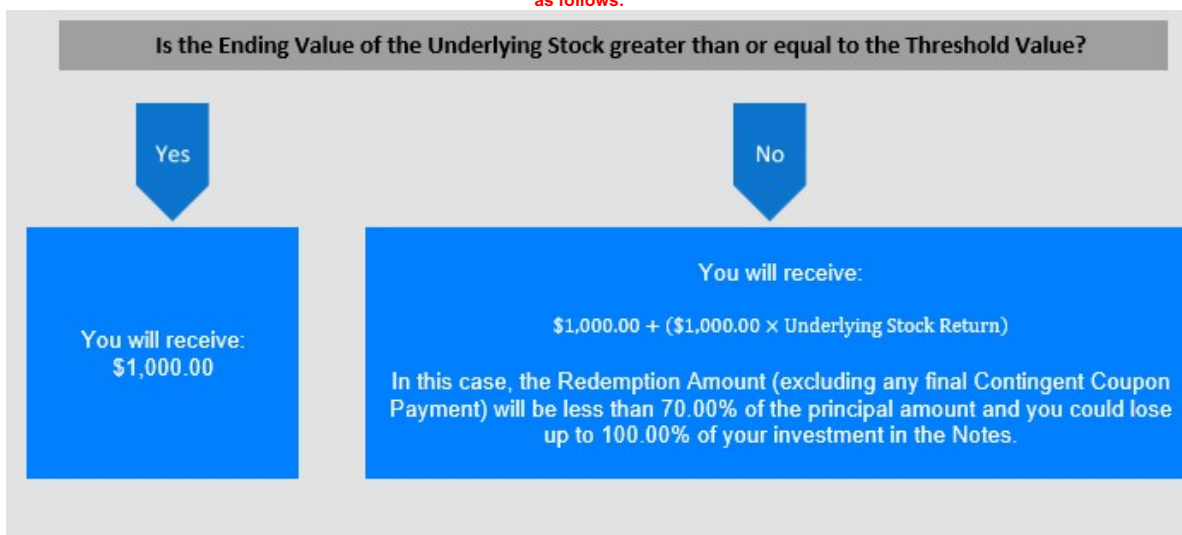 as follows:
Is the Ending Value of the Underlying Stock greater than or equal to the Threshold Value?
Yes
No
You will receive:
$1,000.00
You will receive:
$1,000.00 + ($1,000.00 × Underlying Stock Return)
In this case, the Redemption Amount (excluding any final Contingent Coupon
Payment) will be less than 70.00% of the principal amount and you could lose
up to 100.00% of your investment in the Notes.